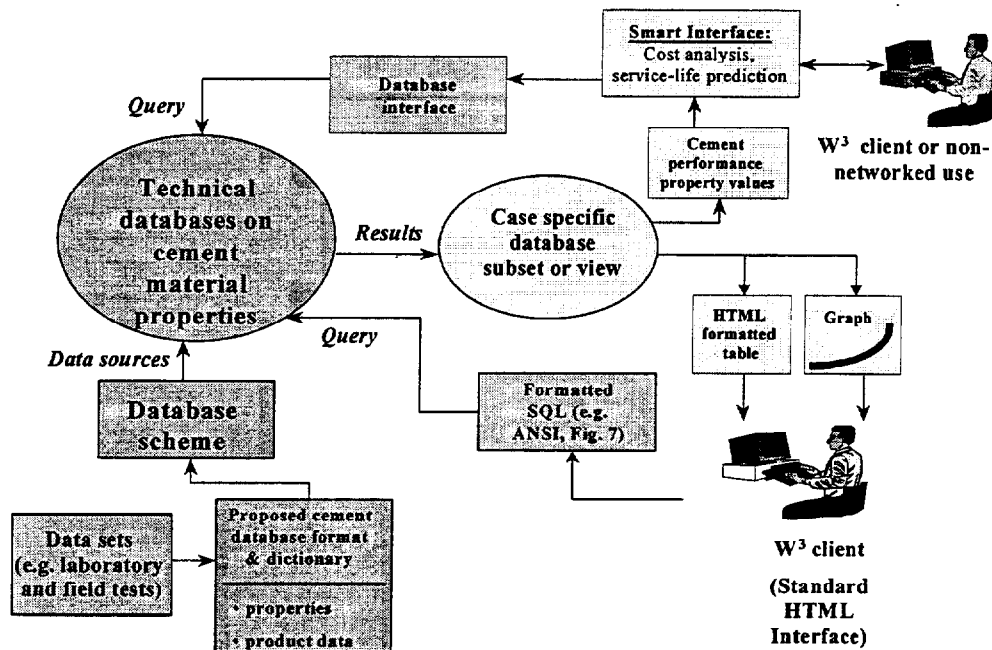 Smart Interface:
Cost analysis,
service-life prediction
Database
interface
Query
W³ client or non-
networked use
Cement
performance
property values
Technical
databases on
cement
material
properties
Results
Case specific
database
subset or view
HTML
formatted
table
Graph
Query
Data sources
Formatted
SQL (e.g.
ANSI, Fig. 7)
Database
scheme
Data sets
(e.g. laboratory
and field tests)
Proposed cement
database format
& dictionary
• properties
• product data
W³ client
(Standard
HTML
Interface)